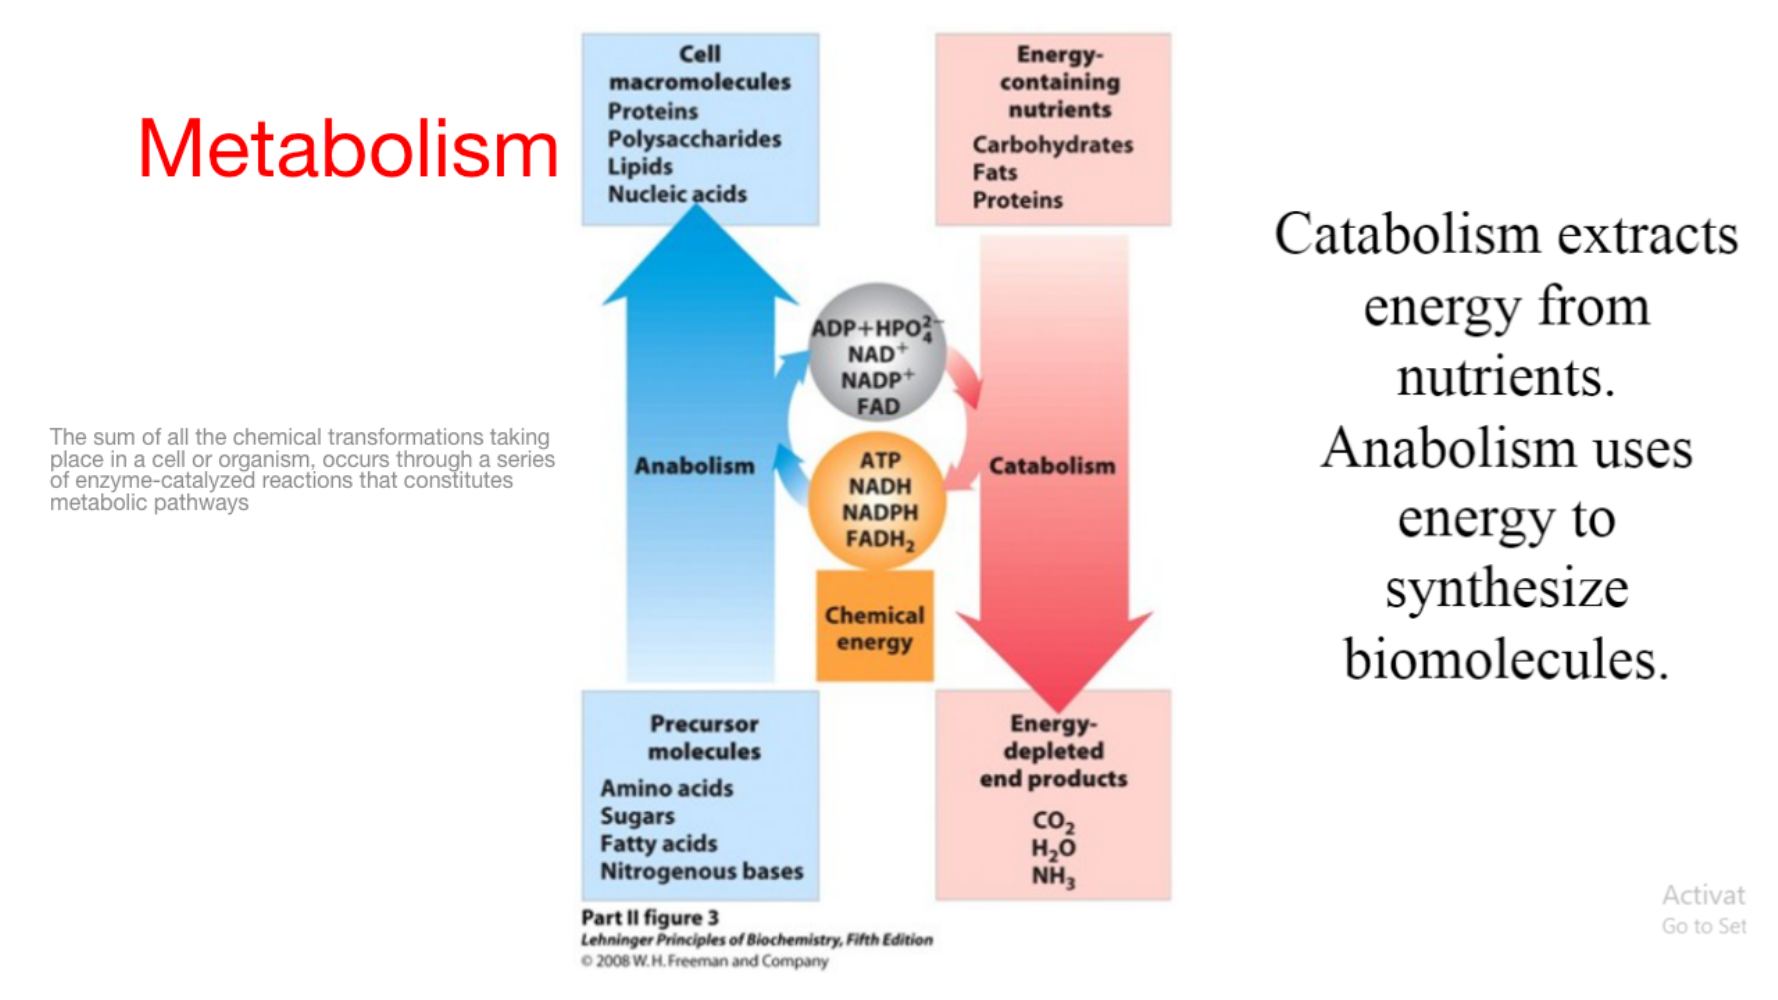 Metabolism
The sum of all the chemical transformations taking
place in a cell or organism, occurs through a series
of enzyme-catalyzed reactions that constitutes
metabolic pathways
Cell
macromolecules
Proteins
Polysaccharides
Lipids
Nucleic acids
Energy-
containing
nutrients
Carbohydrates
Fats
Proteins
ADP+HPO₄²⁻
NAD⁺
NADP⁺
FAD
Anabolism
ATP
NADH
NADPH
FADH₂
Catabolism
Chemical
energy
Precursor
molecules
Amino acids
Sugars
Fatty acids
Nitrogenous bases
Energy-
depleted
end products
CO₂
H₂O
NH₃
Part II figure 3
Lehninger Principles of Biochemistry, Fifth Edition
© 2008 W. H. Freeman and Company
Catabolism extracts
energy from
nutrients.
Anabolism uses
energy to
synthesize
biomolecules.
Activat
Go to Set